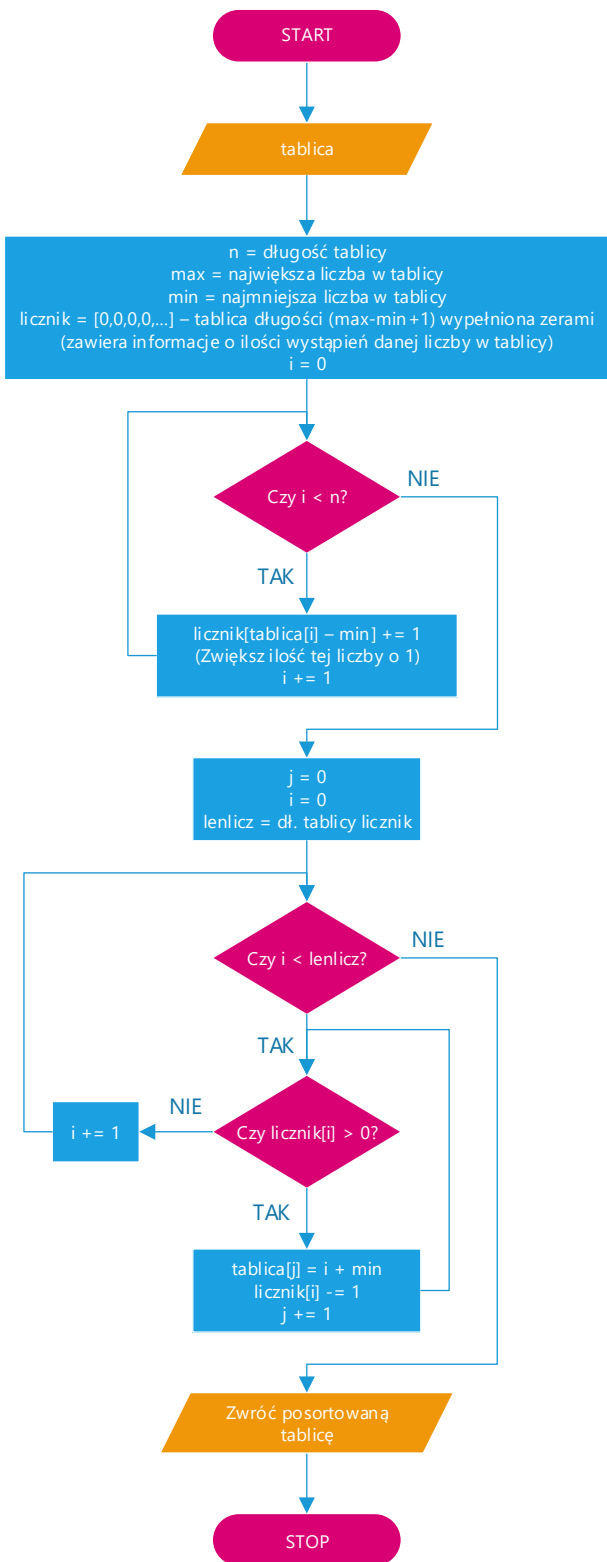 START
tablica
n = długość tablicy
max = największa liczba w tablicy
min = najmniejsza liczba w tablicy
licznik = [0,0,0,0,...] – tablica długości (max-min+1) wypełniona zerami
(zawiera informacje o ilości wystąpień danej liczby w tablicy)
i = 0
Czy i < n?
NIE
TAK
licznik[tablica[i] – min] += 1
(Zwiększ ilość tej liczby o 1)
i += 1
j = 0
i = 0
lenlicz = dł. tablicy licznik
Czy i < lenlicz?
NIE
TAK
Czy licznik[i] > 0?
NIE
i += 1
TAK
tablica[j] = i + min
licznik[i] -= 1
j += 1
Zwróć posortowaną
tablicę
STOP